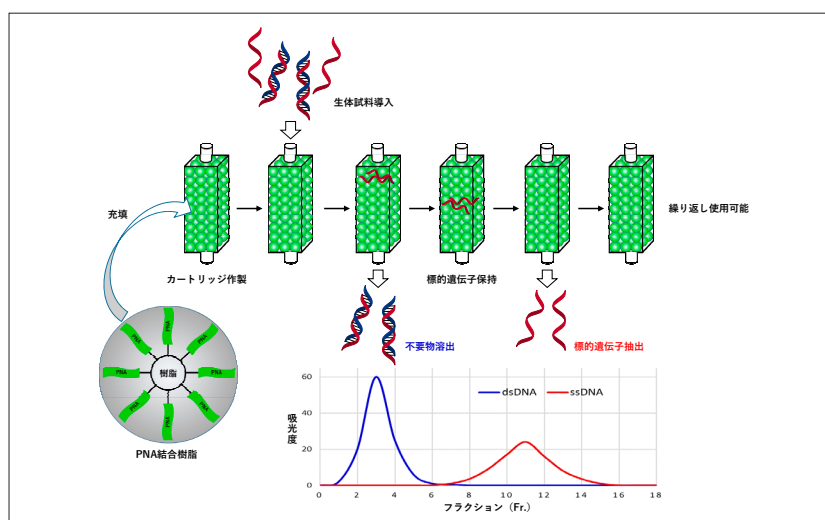 生体試料導入
充填
繰り返し使用可能
カートリッジ作製
標的遺伝子保持
不要物溶出
標的遺伝子抽出
PNA
PNA
PNA
PNA
樹脂
PNA
PNA
PNA
PNA
PNA結合樹脂
吸光度
60
40
20
0
dsDNA
ssDNA
0 2 4 6 8 10 12 14 16 18
フラクション（Fr.）